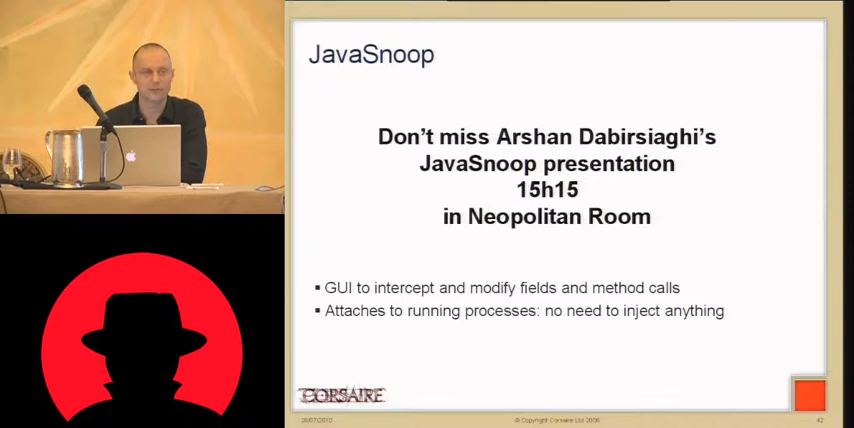 JavaSnoop
Don't miss Arshan Dabirsiaghi's
JavaSnoop presentation
15h15
in Neopolitan Room
▪ GUI to intercept and modify fields and method calls
▪ Attaches to running processes: no need to inject anything
CORSAIRE
© Copyright Corsaire Ltd
42